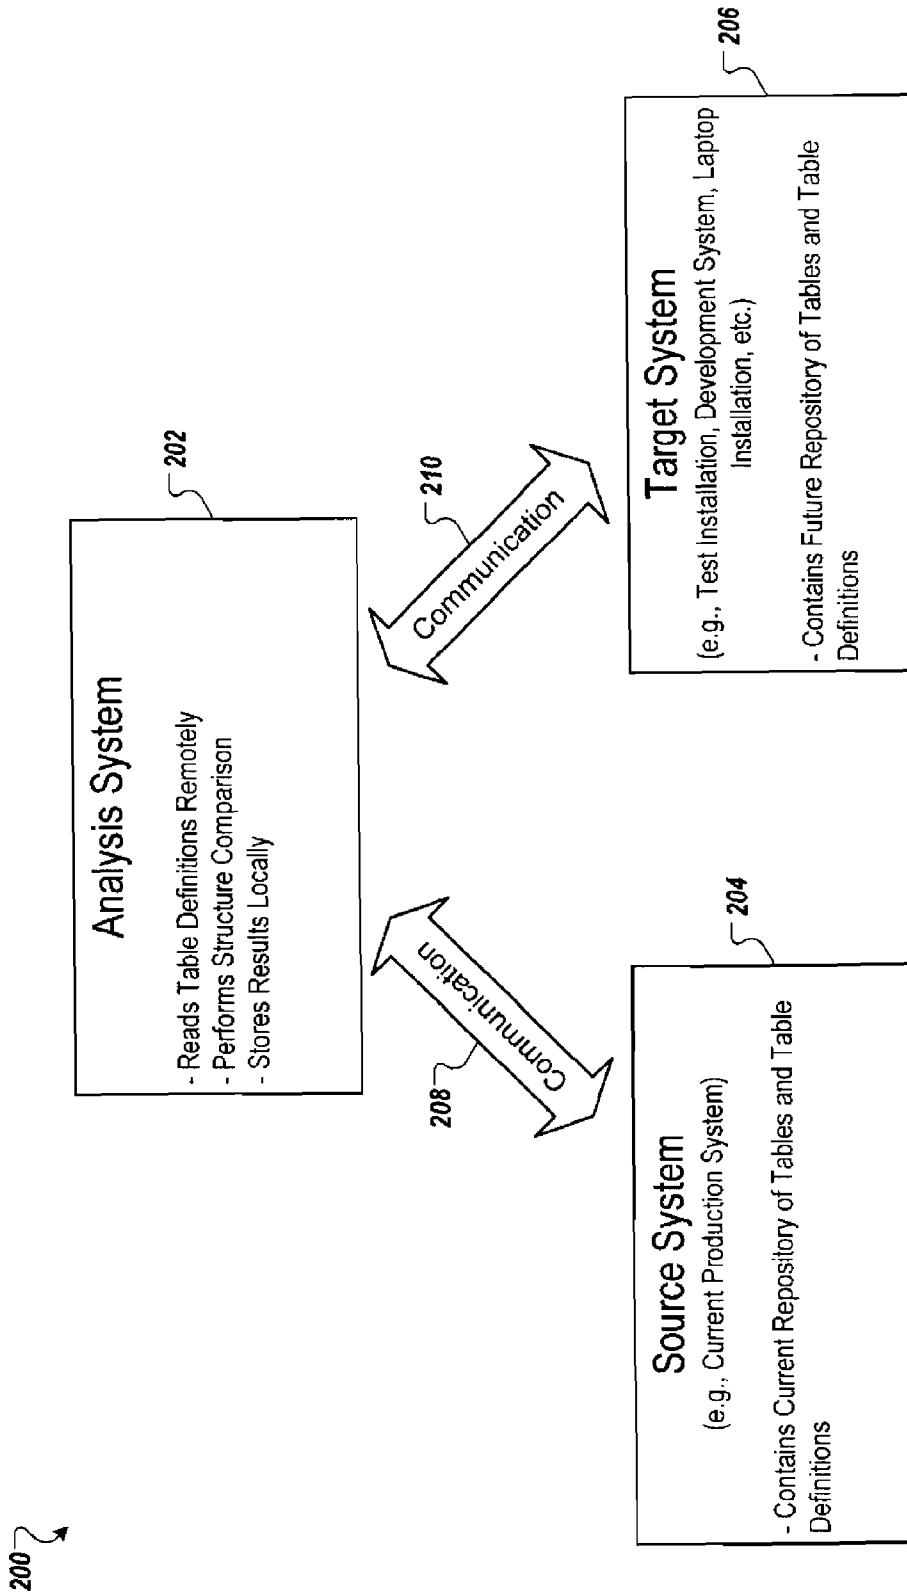 200
Analysis System
202
- Reads Table Definitions Remotely
- Performs Structure Comparison
- Stores Results Locally
208
Communication
210
Communication
Source System
204
(e.g., Current Production System)
- Contains Current Repository of Tables and Table
Definitions
Target System
206
(e.g., Test Installation, Development System, Laptop
Installation, etc.)
- Contains Future Repository of Tables and Table
Definitions